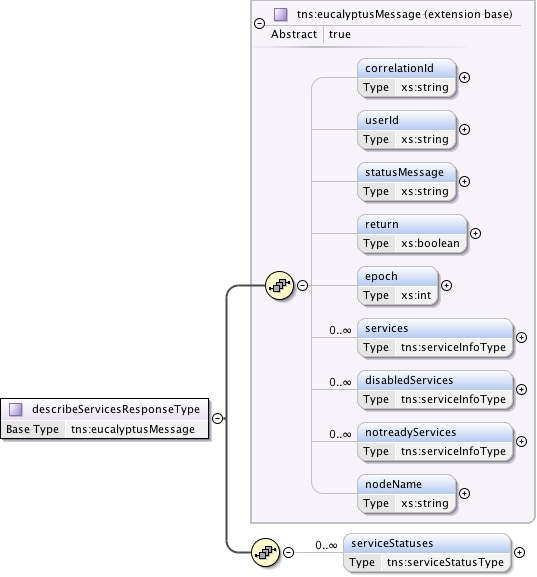 tns:eucalyptusMessage (extension base)
Abstract true
correlationId
Type xs:string
userId
Type xs:string
statusMessage
Type xs:string
return
Type xs:boolean
epoch
Type xs:int
0..∞ services
Type tns:serviceInfoType
0..∞ disabledServices
Type tns:serviceInfoType
0..∞ notreadyServices
Type tns:serviceInfoType
describeServicesResponseType
Base Type tns:eucalyptusMessage
nodeName
Type xs:string
0..∞ serviceStatuses
Type tns:serviceStatusType